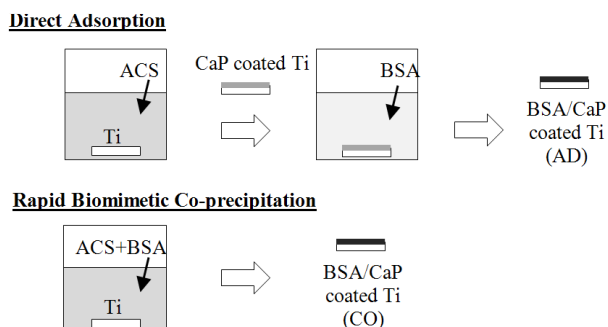 Direct Adsorption
ACS
CaP coated Ti
BSA
Ti
BSA/CaP
coated Ti
(AD)
Rapid Biomimetic Co-precipitation
ACS+BSA
Ti
BSA/CaP
coated Ti
(CO)